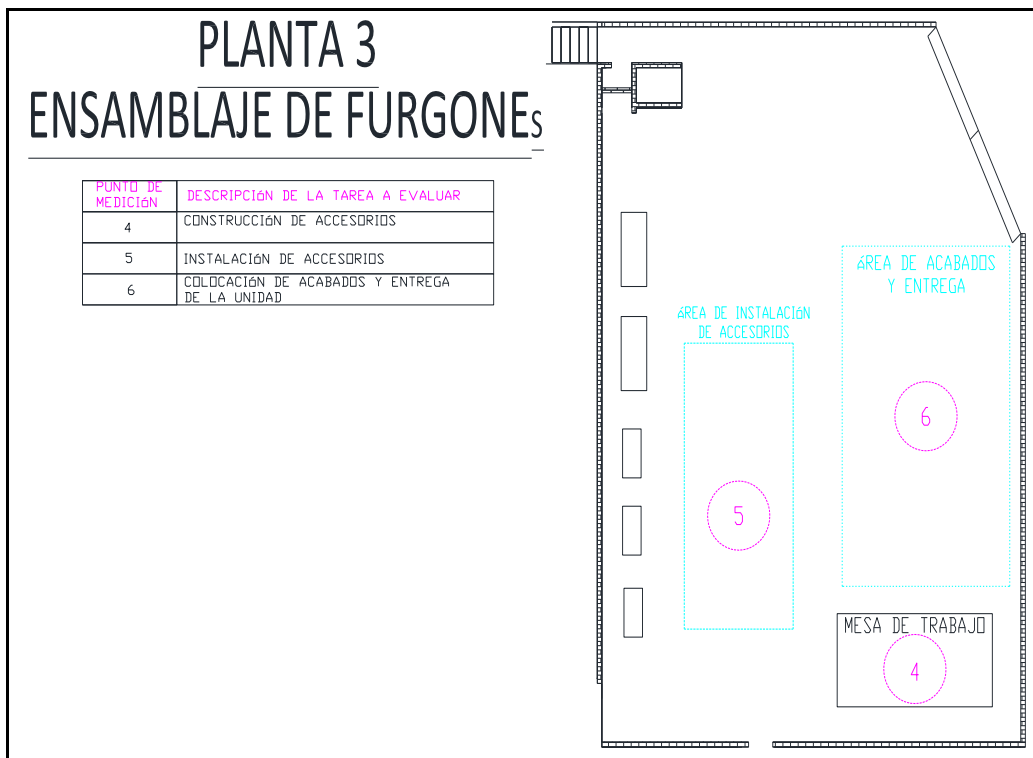 PLANTA 3
ENSAMBLAJE DE FURGONEs
PUNTO DE
MEDICIóN
DESCRIPCIóN DE LA TAREA A EVALUAR
4
CONSTRUCCIóN DE ACCESORIOS
5
INSTALACIóN DE ACCESORIOS
6
COLOCACIóN DE ACABADOS Y ENTREGA
DE LA UNIDAD
áREA DE ACABADOS
Y ENTREGA
áREA DE INSTALACIóN
DE ACCESORIOS
6
5
MESA DE TRABAJO
4